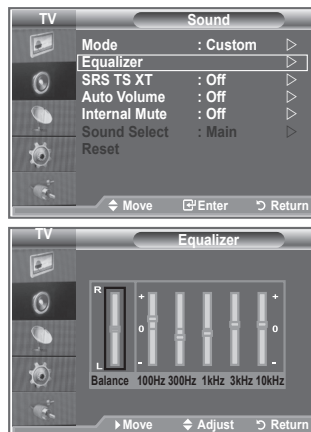 TV Sound
Mode : Custom
Equalizer
SRS TS XT : Off
Auto Volume : Off
Internal Mute : Off
Sound Select : Main
Reset
Move Enter Return
TV Equalizer
R
+ +
0 0
- -
L
Balance 100Hz 300Hz 1kHz 3kHz 10kHz
Move Adjust Return